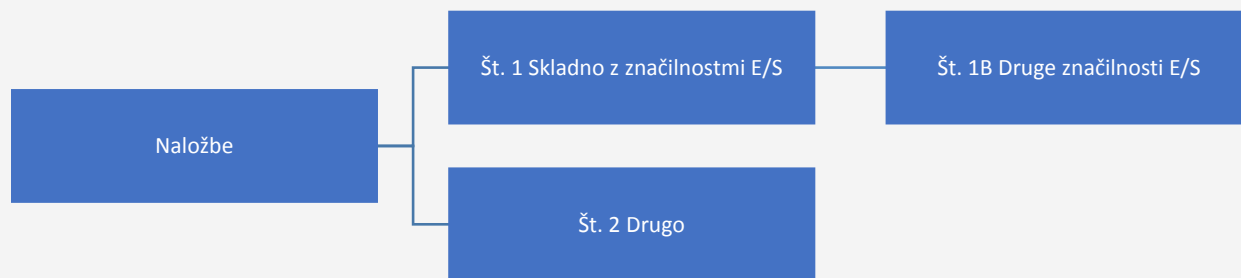 Naložbe
Št. 1 Skladno z značilnostmi E/S
Št. 1B Druge značilnosti E/S
Št. 2 Drugo